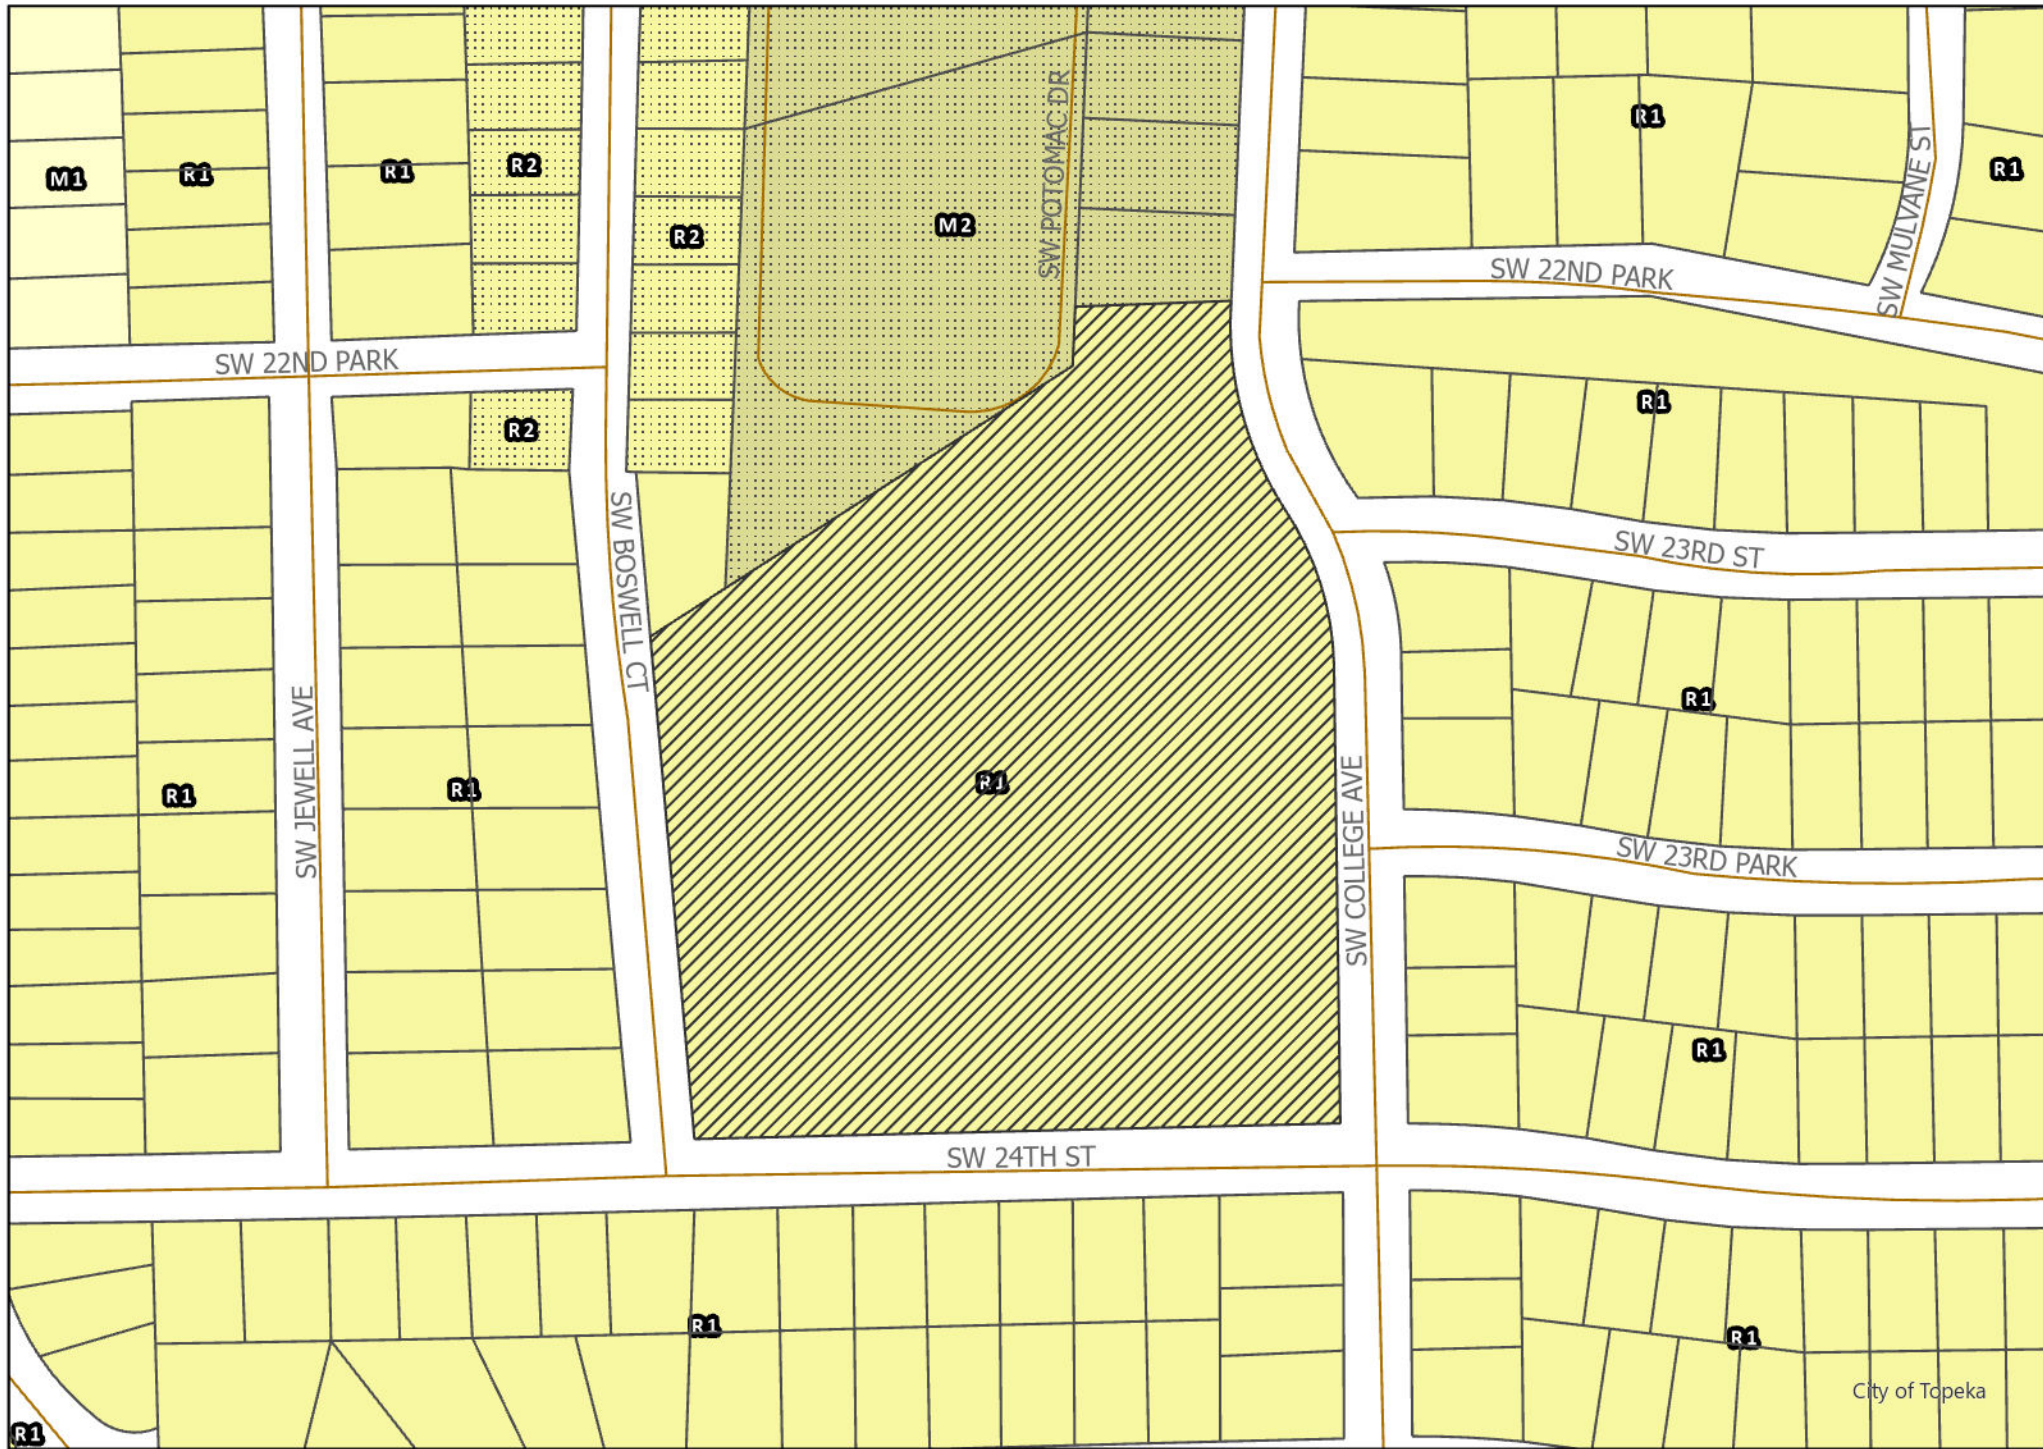 R1
SW MULVANE ST
R1
M1
R1
R1
R2
R2
M2
SW POTOMAC DR
SW 22ND PARK
SW 22ND PARK
R2
R1
SW BOSWELL CT
SW 23RD ST
R1
SW JEWELL AVE
R1
R1
R1
SW COLLEGE AVE
SW 23RD PARK
R1
SW 24TH ST
R1
R1
City of Topeka
R1